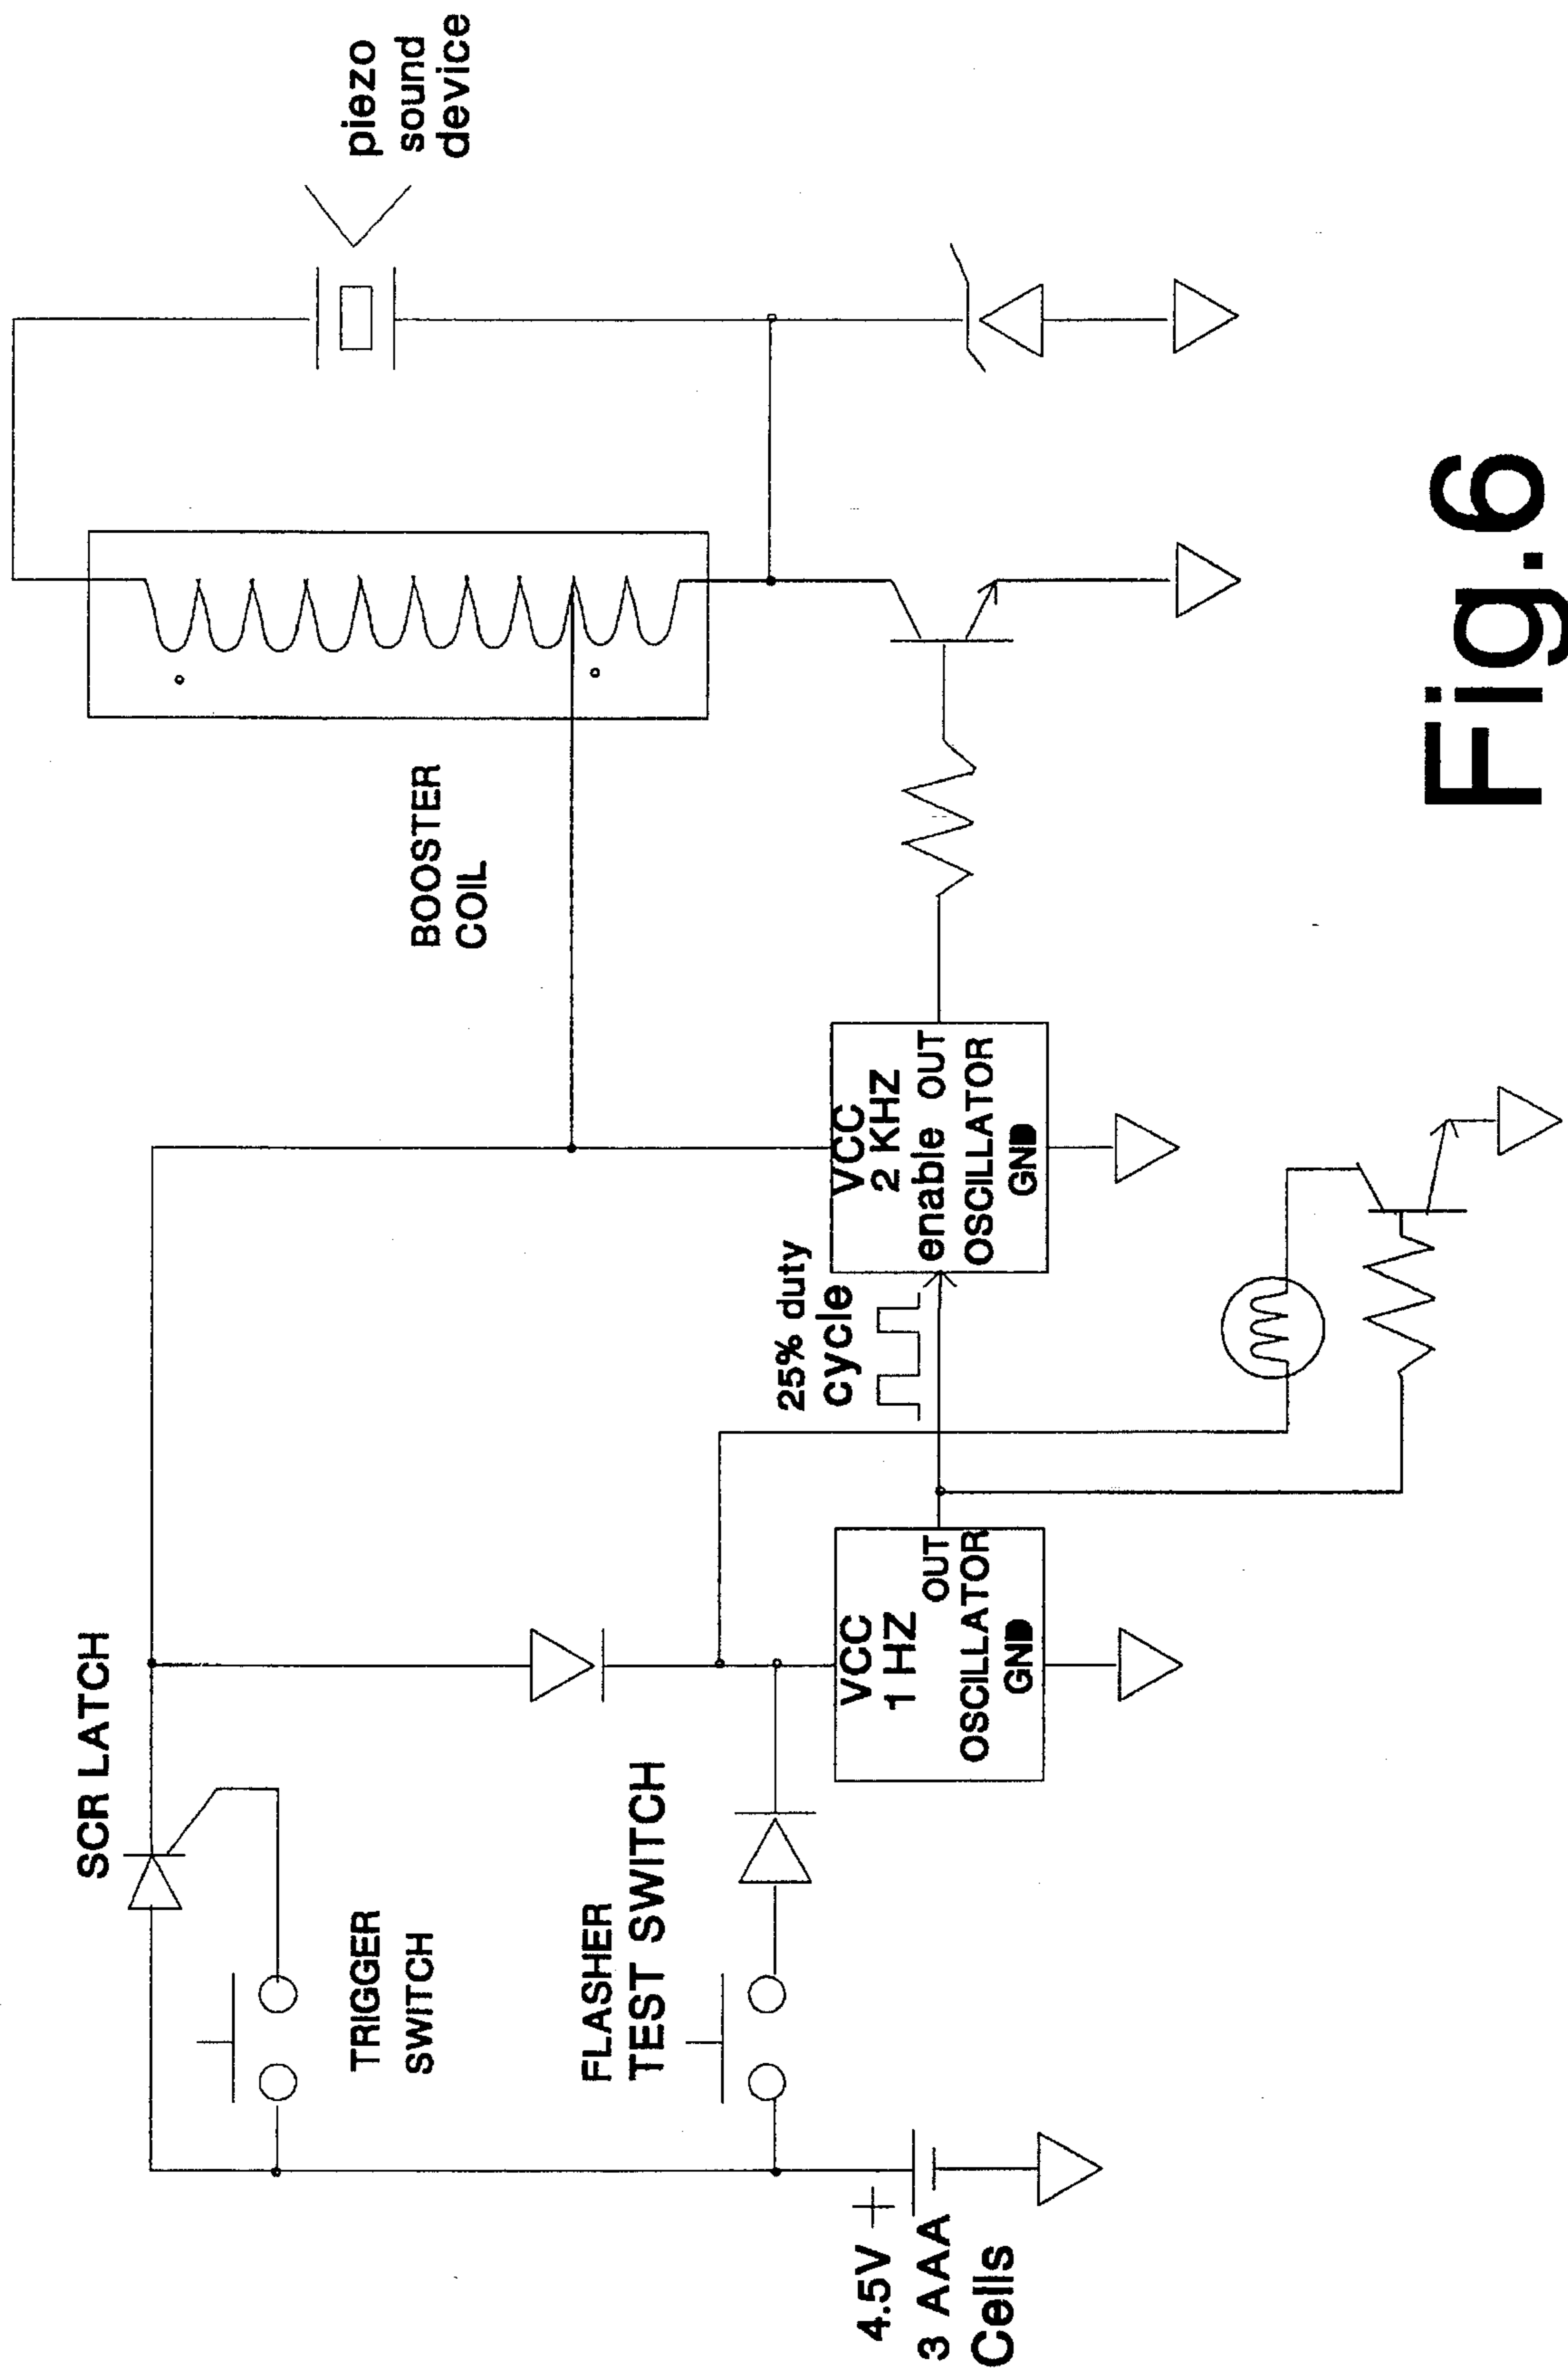 SCR LATCH
TRIGGER
SWITCH
FLASHER
TEST SWITCH
4.5V +
3 AAA
Cells
VCC
1 HZ
OUT
OSCILLATOR
GND
25% duty
cycle
VCC
2 KHZ
enable OUT
OSCILLATOR
GND
BOOSTER
COIL
piezo
sound
device
Fig.6